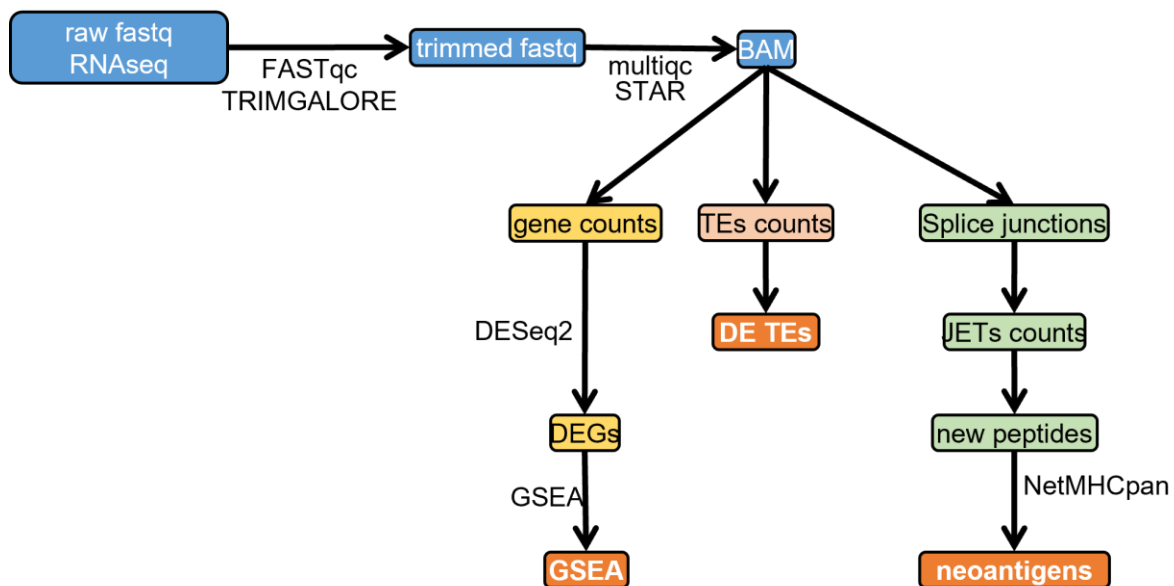 raw fastq
RNAseq
FASTqc
TRIMGALORE
trimmed fastq
multiqc
STAR
BAM
gene counts
TEs counts
Splice junctions
DESeq2
DE TEs
JETs counts
DEGs
new peptides
GSEA
NetMHCpan
GSEA
neoantigens